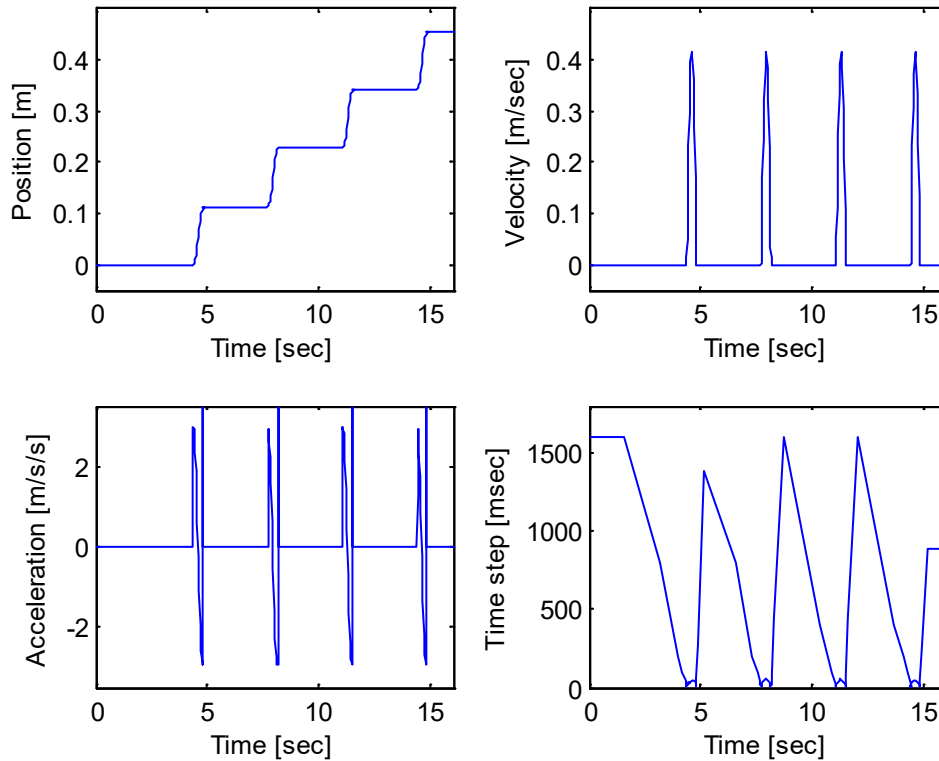 0.4
0.3
0.2
0.1
0
Position [m]
0 5 10 15
Time [sec]
0.4
0.3
0.2
0.1
0
Velocity [m/sec]
0 5 10 15
Time [sec]
2
0
-2
Acceleration [m/s/s]
0 5 10 15
Time [sec]
1500
1000
500
0
Time step [msec]
0 5 10 15
Time [sec]